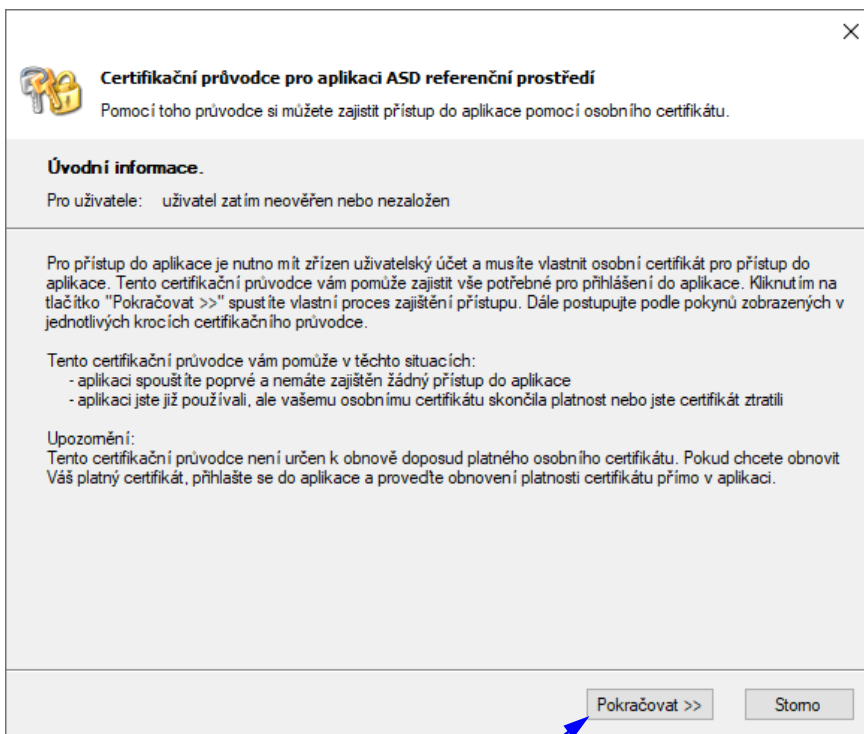 Certifikační průvodce pro aplikaci ASD referenční prostředí
Pomocí toho průvodce si můžete zajistit přístup do aplikace pomocí osobního certifikátu.
Úvodní informace.
Pro uživatele: uživatel zatím neověřen nebo nezaložen
Pro přístup do aplikace je nutno mít zřízen uživatelský účet a musíte vlastnit osobní certifikát pro přístup do
aplikace. Tento certifikační průvodce vám pomůže zajistit vše potřebné pro přihlášení do aplikace. Kliknutím na
tlačítko "Pokračovat >>" spustíte vlastní proces zajištění přístupu. Dále postupujte podle pokynů zobrazených v
jednotlivých krocích certifikačního průvodce.
Tento certifikační průvodce vám pomůže v těchto situacích:
- aplikaci spouštíte poprvé a nemáte zajištěn žádný přístup do aplikace
- aplikaci jste již používali, ale vašemu osobnímu certifikátu skončila platnost nebo jste certifikát ztratili
Upozornění:
Tento certifikační průvodce není určen k obnově doposud platného osobního certifikátu. Pokud chcete obnovit
Váš platný certifikát, přihlašte se do aplikace a proveďte obnovení platnosti certifikátu přímo v aplikaci.
Pokračovat >> Storno